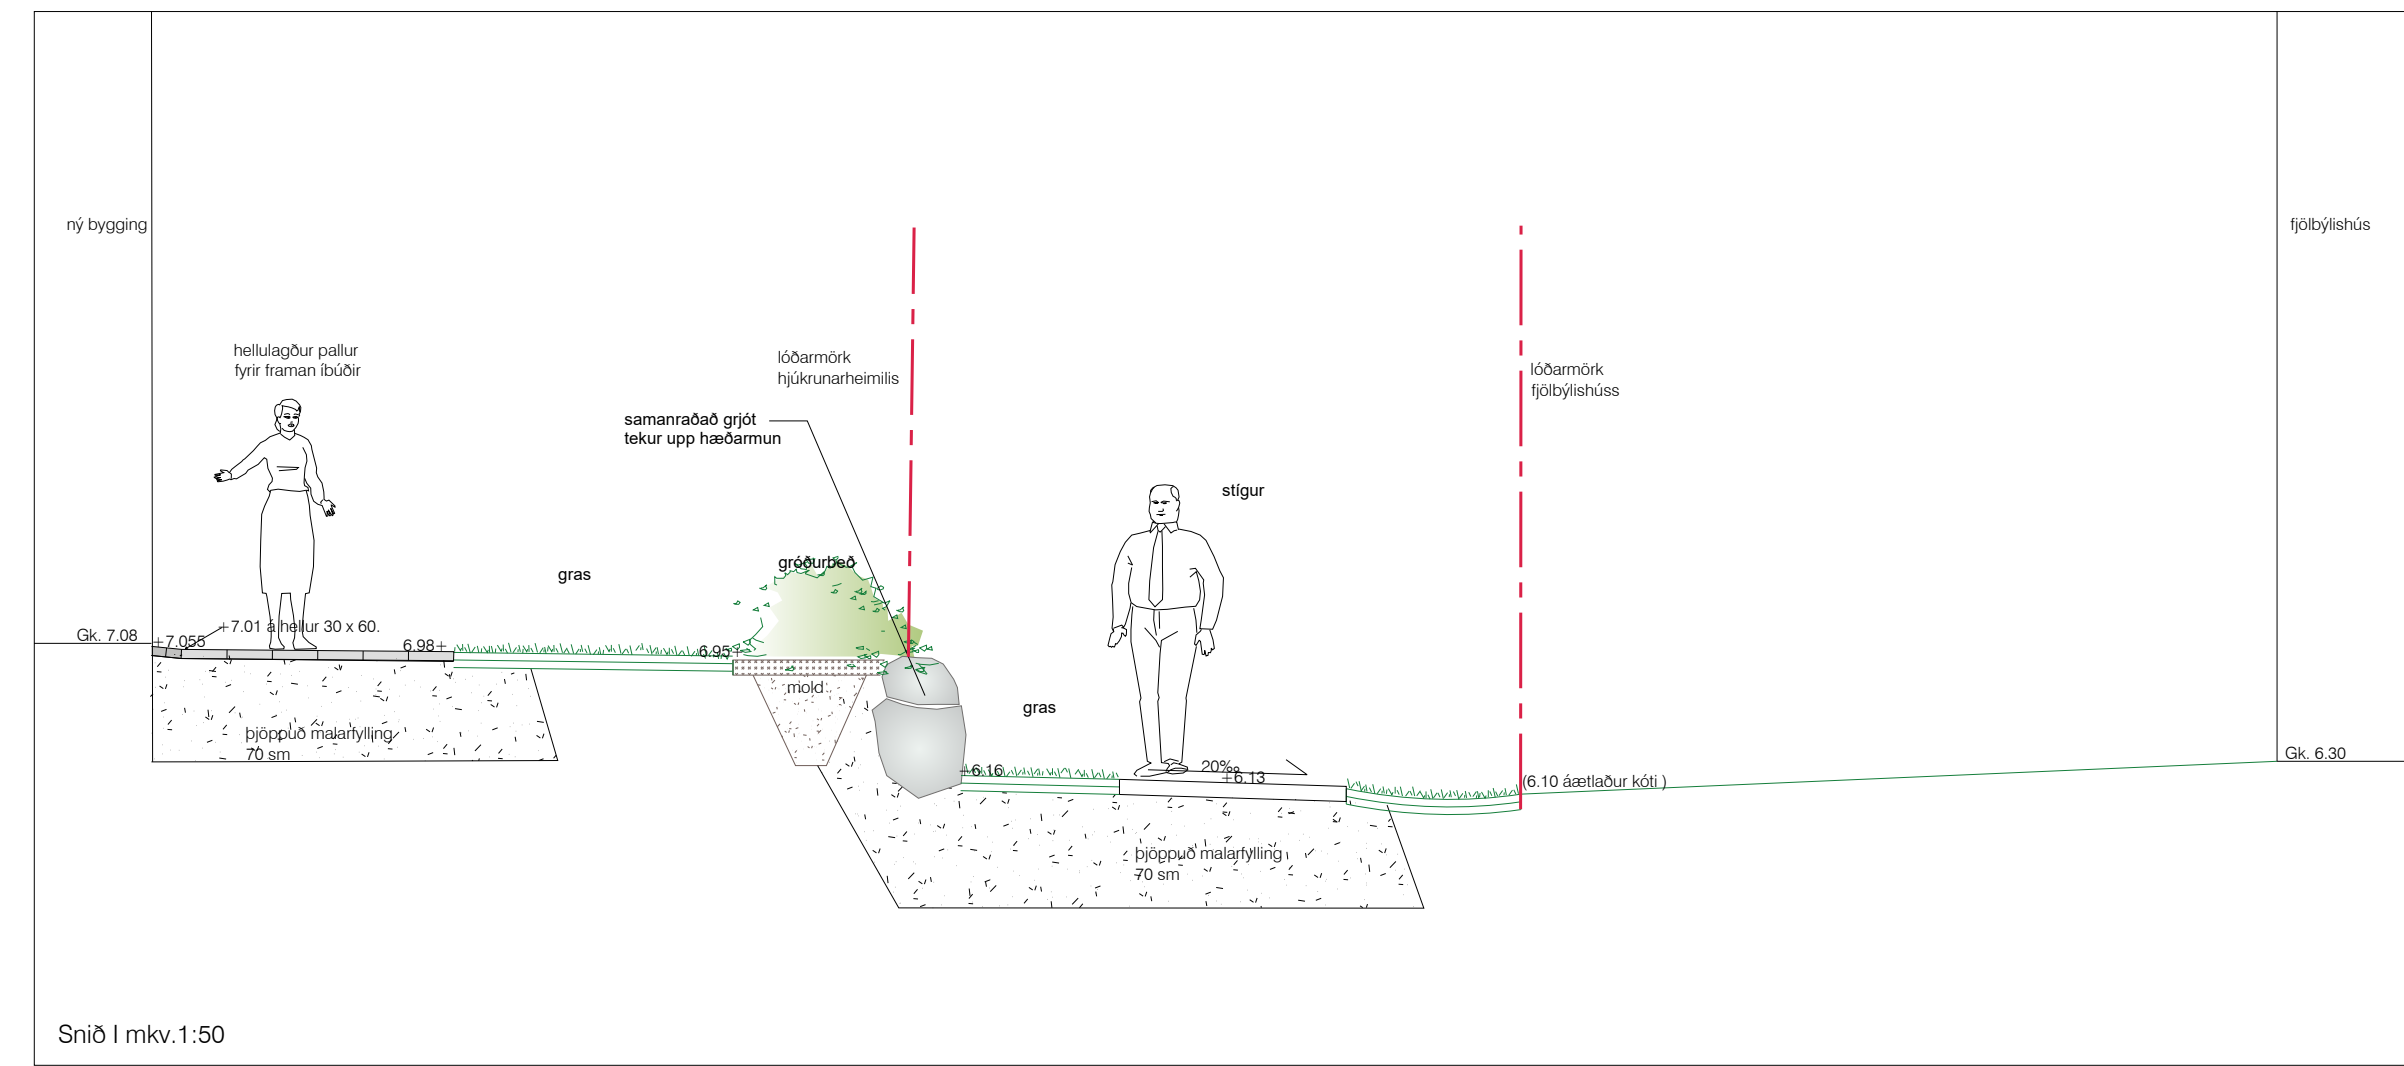 ný bygging
fjölbýlishús
hellulagður pallur
fyrir framan íbúðir
lóðarmörk
hjúkrunarheimilis
lóðarmörk
fjölbýlishúss
samanraðað grjót
tekur upp hæðarmun
stígur
gróðurbeð
gras
Gk. 7.08
+7.055
+7.01 á hellur 30 x 60.
6.98+
6.95+
mold
gras
þjöppuð malarfylling
70 sm
+6.16
20‰
+6.13
(6.10 áætlaður kóti )
Gk. 6.30
þjöppuð malarfylling
70 sm
Snið I mkv.1:50